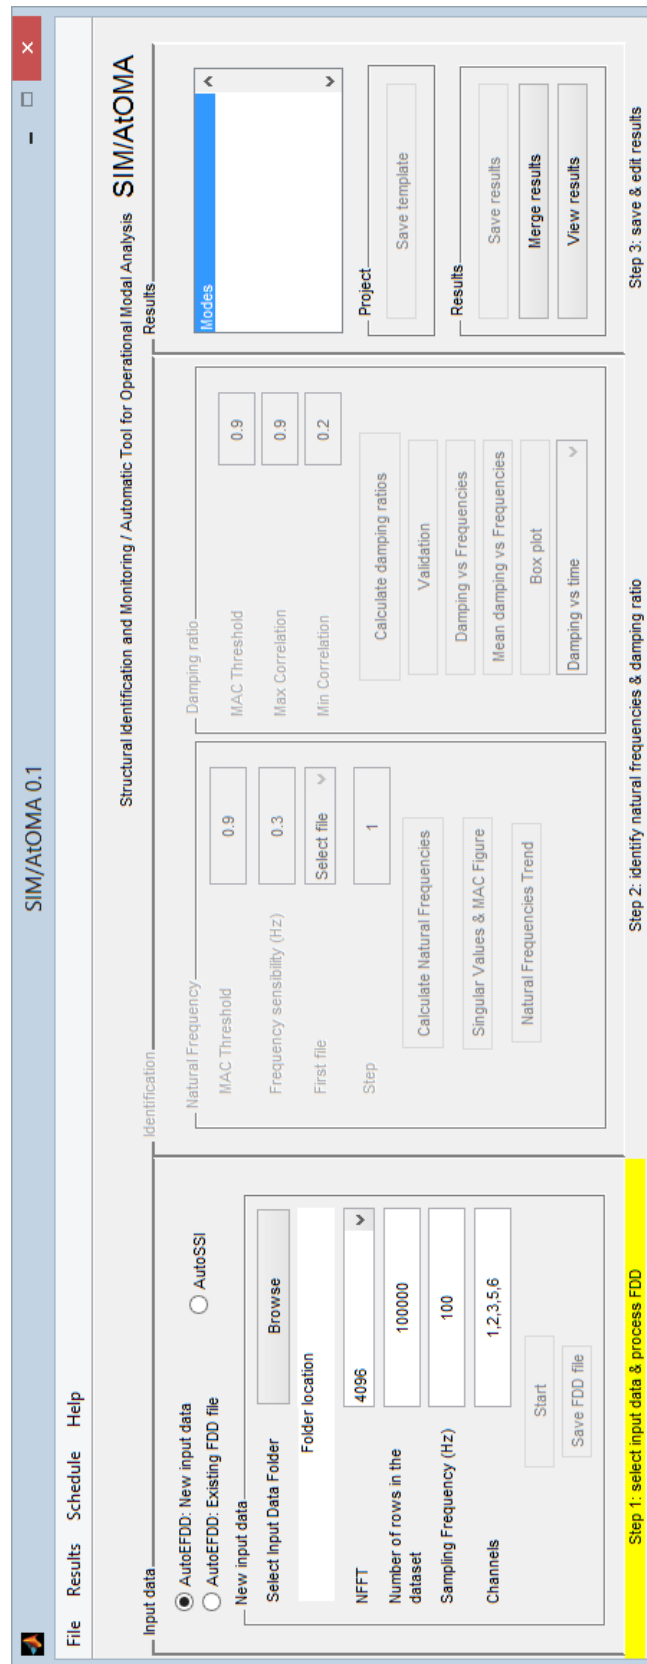 SIM/AtOMA 0.1
File Results Schedule Help
Structural Identification and Monitoring / Automatic Tool for Operational Modal Analysis SIM/AtOMA
Input data
AutoEFDD: New input data
AutoSSI
AutoEFDD: Existing FDD file
New input data
Select Input Data Folder
Browse
Folder location
NFFT
4096
Number of rows in the
dataset
100000
Sampling Frequency (Hz)
100
Channels
1,2,3,5,6
Start
Save FDD file
Step 1: select input data & process FDD
Identification
Natural Frequency
MAC Threshold
0.9
Frequency sensibility (Hz)
0.3
First file
Select file
Step
1
Calculate Natural Frequencies
Singular Values & MAC Figure
Natural Frequencies Trend
Damping ratio
MAC Threshold
0.9
Max Correlation
0.9
Min Correlation
0.2
Calculate damping ratios
Validation
Damping vs Frequencies
Mean damping vs Frequencies
Box plot
Damping vs time
Step 2: identify natural frequencies & damping ratio
Results
Modes
Project
Save template
Results
Save results
Merge results
View results
Step 3: save & edit results